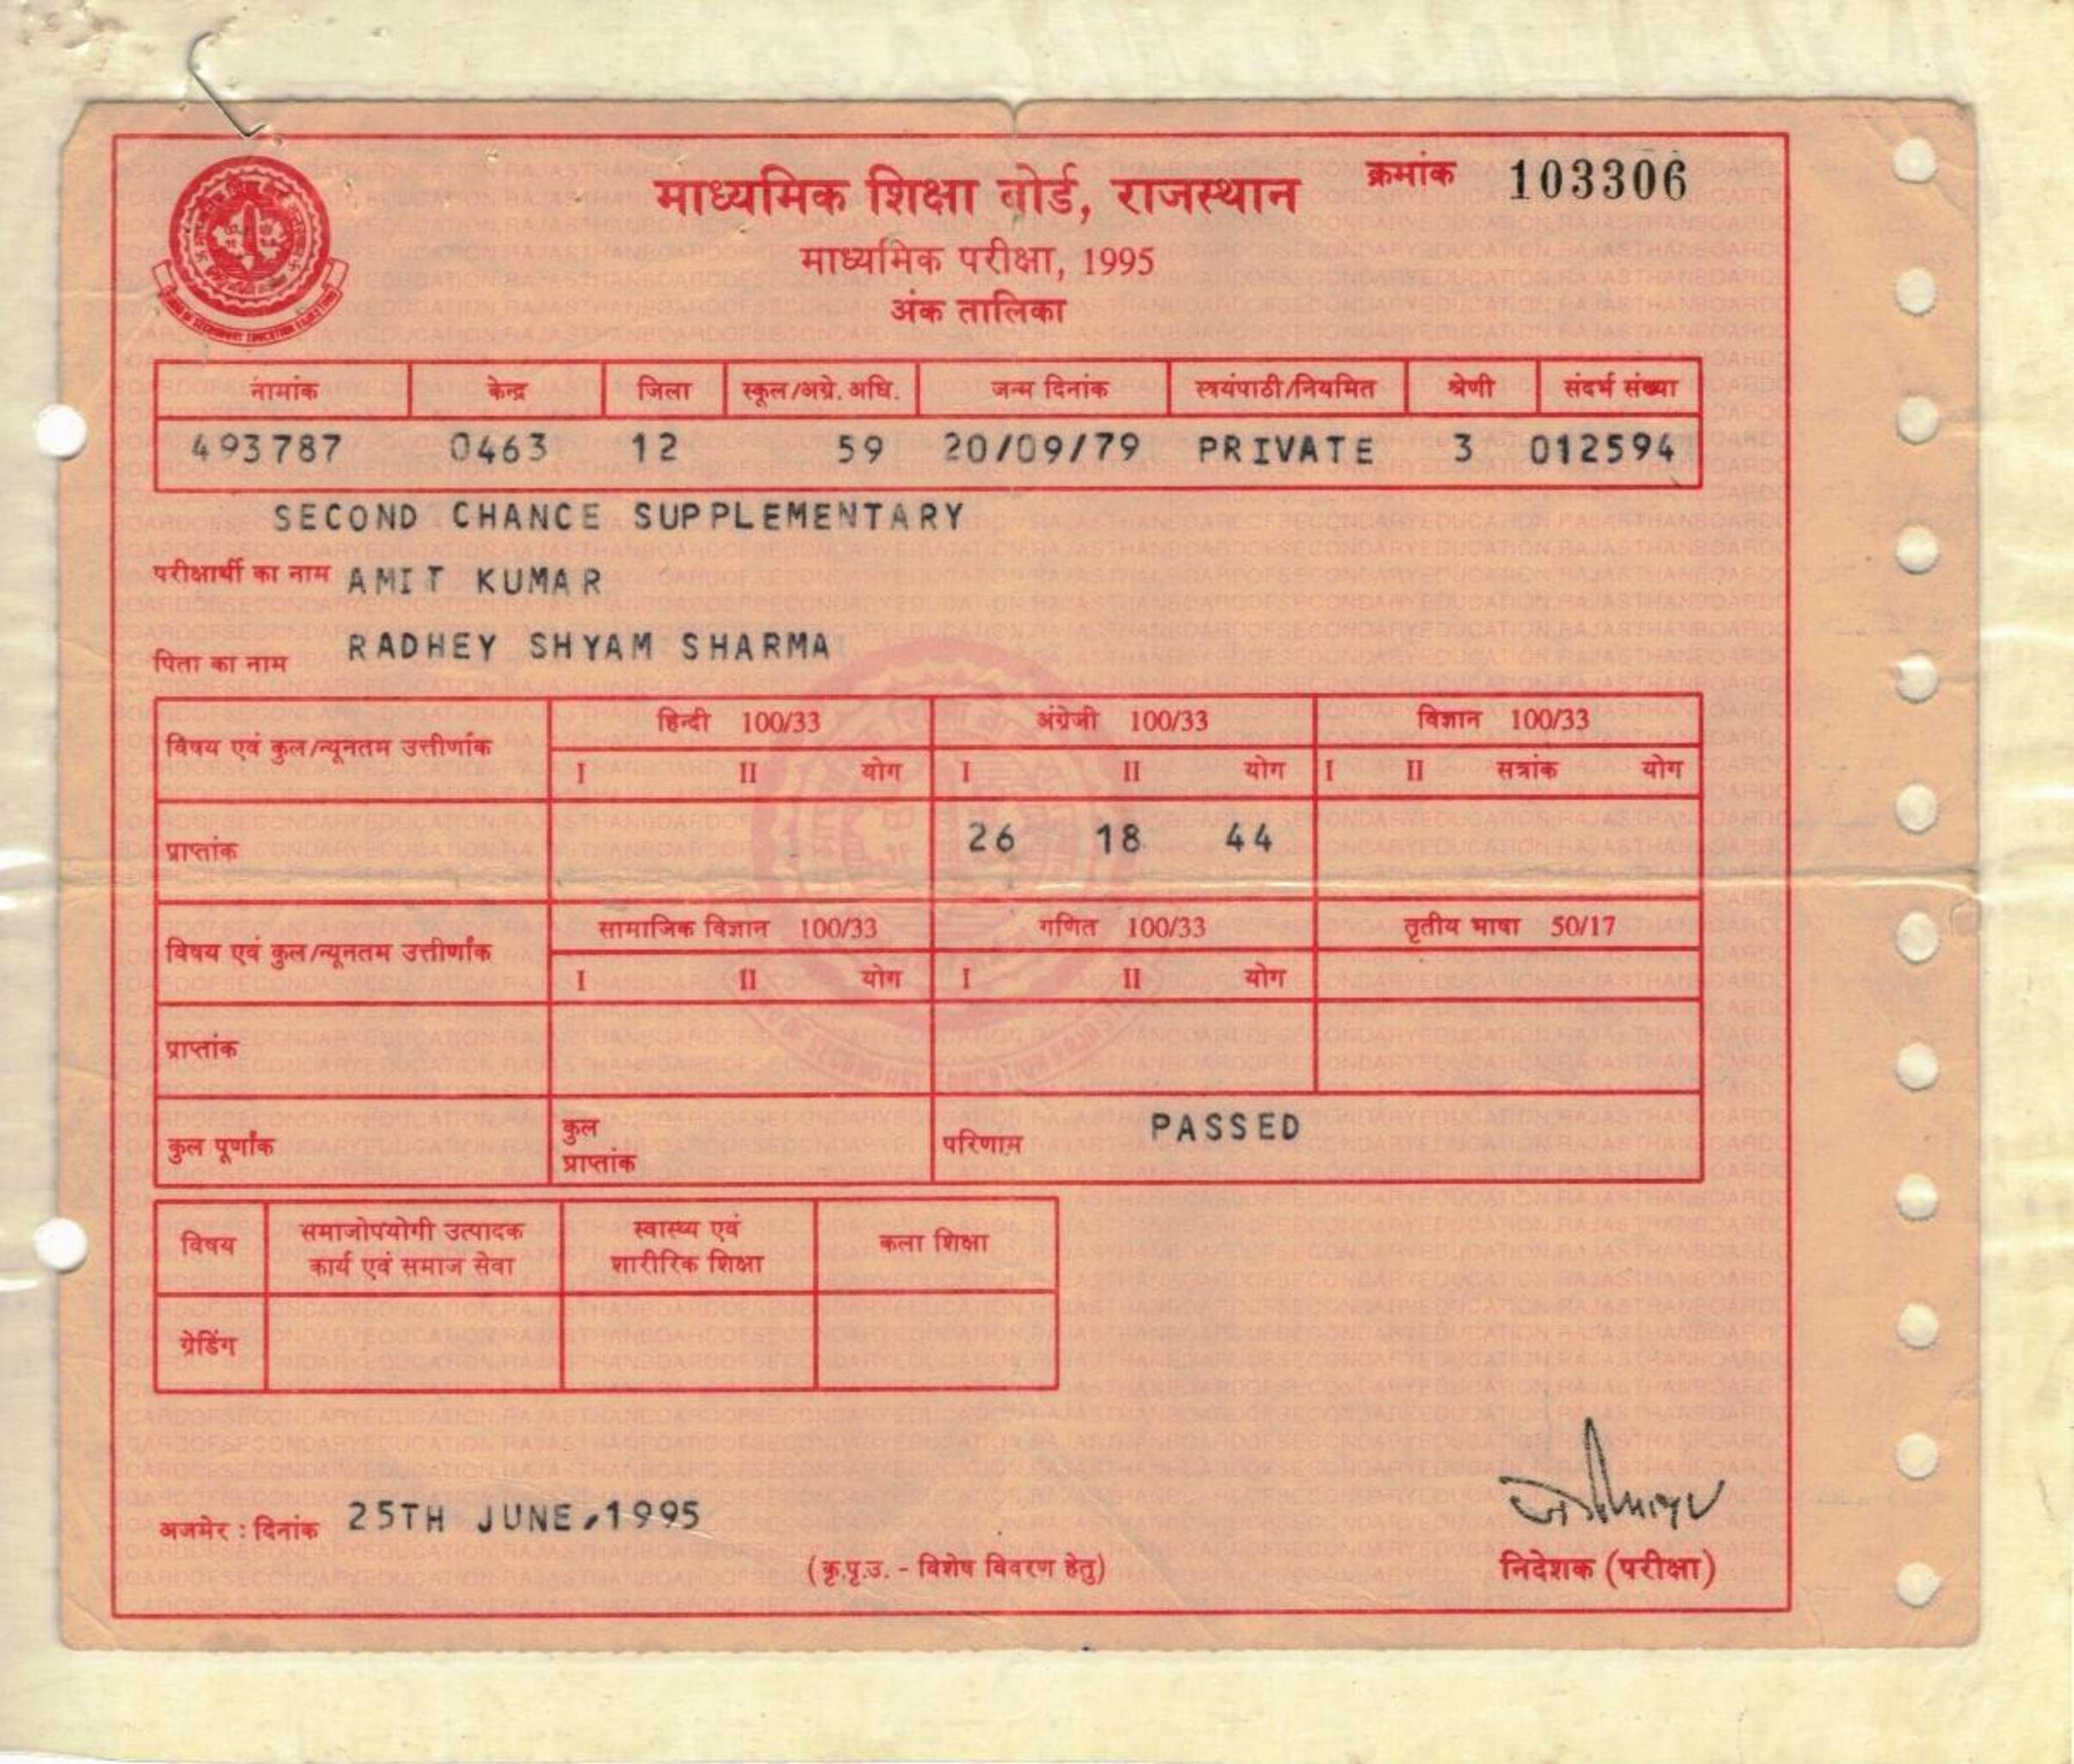 माध्यमिक शिक्षा बोर्ड, राजस्थान
क्रमांक 103306
माध्यमिक परीक्षा, 1995
अंक तालिका
नामांक केन्द्र जिला स्कूल/अग्रे. अधि. जन्म दिनांक स्वयंपाठी/नियमित श्रेणी संदर्भ संख्या
493787 0463 12 59 20/09/79 PRIVATE 3 012594
SECOND CHANCE SUPPLEMENTARY
परीक्षार्थी का नाम AMIT KUMAR
पिता का नाम RADHEY SHYAM SHARMA
विषय एवं कुल/न्यूनतम उत्तीर्णांक हिन्दी 100/33 अंग्रेजी 100/33 विज्ञान 100/33
I II योग I II योग I II सत्रांक योग
प्राप्तांक 26 18 44
विषय एवं कुल/न्यूनतम उत्तीर्णांक सामाजिक विज्ञान 100/33 गणित 100/33 तृतीय भाषा 50/17
I II योग I II योग
प्राप्तांक
कुल पूर्णांक कुल प्राप्तांक परिणाम PASSED
विषय समाजोपयोगी उत्पादक कार्य एवं समाज सेवा स्वास्थ्य एवं शारीरिक शिक्षा कला शिक्षा
ग्रेडिंग
अजमेर : दिनांक 25TH JUNE,1995
(कृ.पृ.उ. - विशेष विवरण हेतु)
निदेशक (परीक्षा)